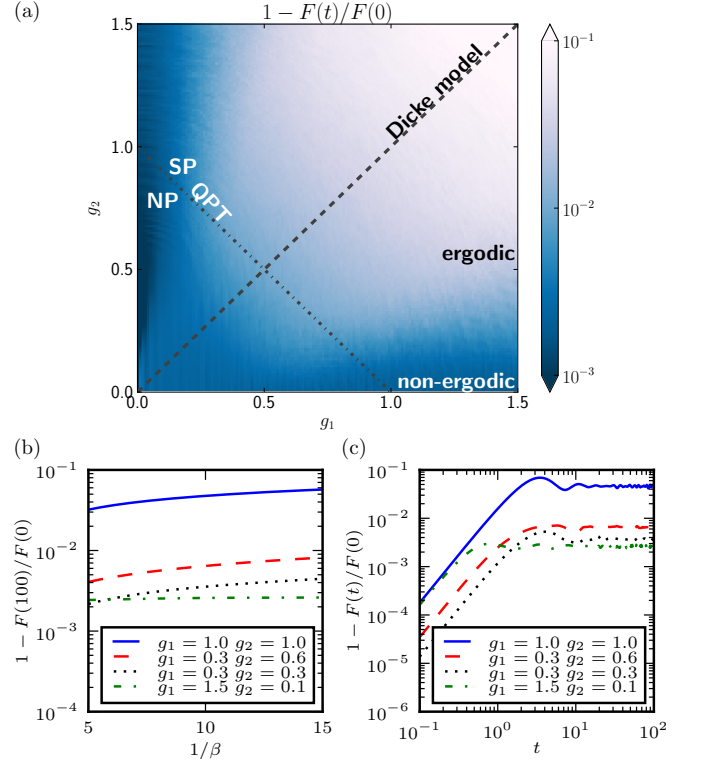 (a)
1 − F(t)/F(0)
1.5
1.0
0.5
0.0
g₂
0.0
0.5
1.0
1.5
g₁
SP
NP
QPT
Dicke model
ergodic
non-ergodic
10⁻¹
10⁻²
10⁻³
(b)
10⁻¹
10⁻²
10⁻³
10⁻⁴
1 − F(100)/F(0)
g₁ = 1.0 g₂ = 1.0
g₁ = 0.3 g₂ = 0.6
g₁ = 0.3 g₂ = 0.3
g₁ = 1.5 g₂ = 0.1
5
10
15
1/β
(c)
10⁻¹
10⁻²
10⁻³
10⁻⁴
10⁻⁵
10⁻⁶
1 − F(t)/F(0)
g₁ = 1.0 g₂ = 1.0
g₁ = 0.3 g₂ = 0.6
g₁ = 0.3 g₂ = 0.3
g₁ = 1.5 g₂ = 0.1
10⁻¹
10⁰
10¹
10²
t